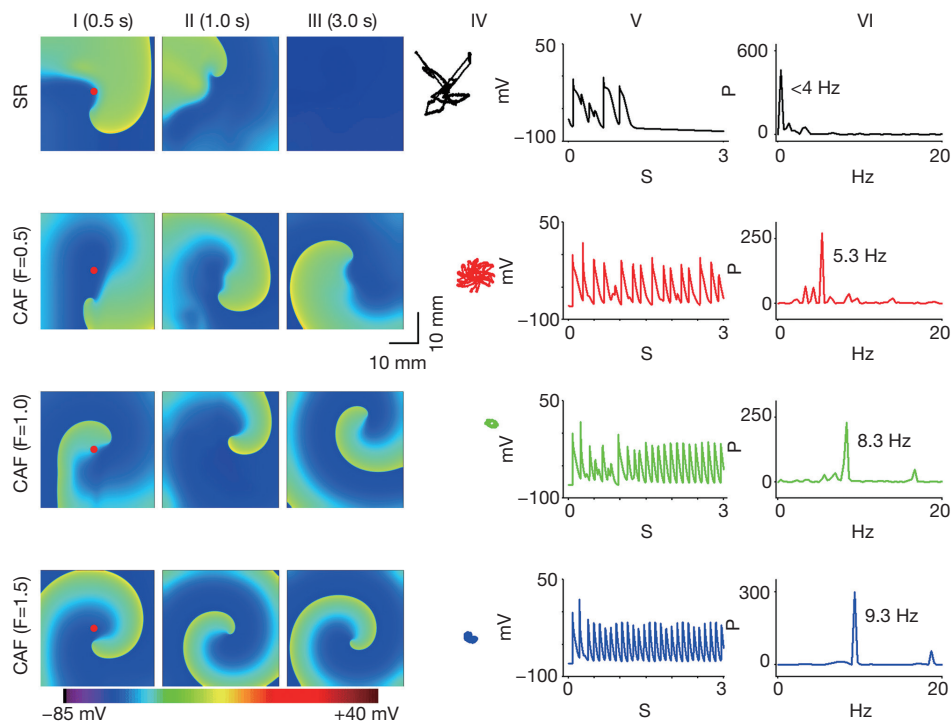 I (0.5 s) II (1.0 s) III (3.0 s) IV V VI
SR
50
mV
−100
0 3
S
600
P
0
<4 Hz
0 20
Hz
CAF (F=0.5)
10 mm
10 mm
50
mV
−100
0 3
S
250
P
0
5.3 Hz
0 20
Hz
CAF (F=1.0)
50
mV
−100
0 3
S
250
P
0
8.3 Hz
0 20
Hz
CAF (F=1.5)
50
mV
−100
0 3
S
300
P
0
9.3 Hz
0 20
Hz
−85 mV +40 mV